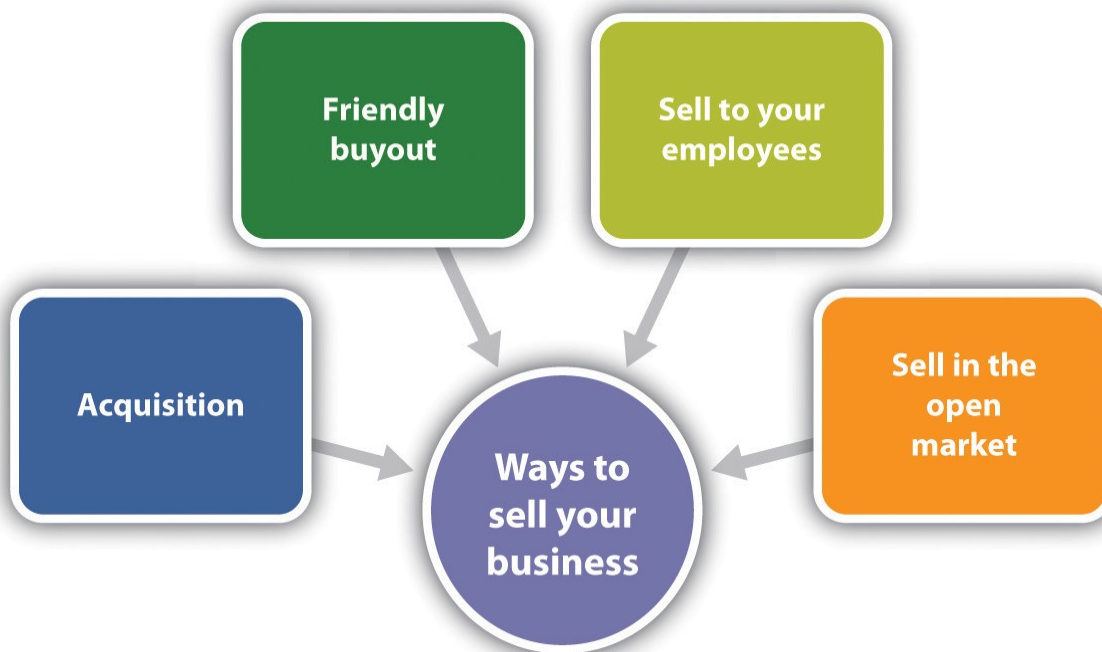 Friendly
buyout
Sell to your
employees
Acquisition
Sell in the
open
market
Ways to
sell your
business